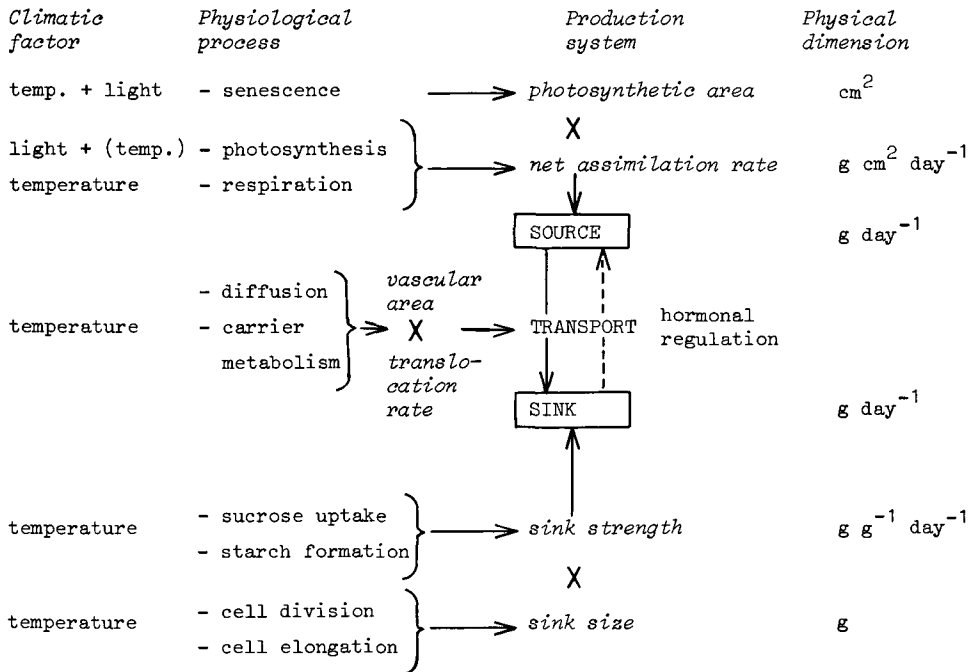 Climatic Physiological Production Physical
factor process system dimension
temp. + light - senescence photosynthetic area cm²
X
light + (temp.) - photosynthesis
net assimilation rate g cm² day⁻¹
temperature - respiration
SOURCE g day⁻¹
vascular
- diffusion area
temperature - carrier X TRANSPORT hormonal
regulation
metabolism translo-
cation
rate
SINK g day⁻¹
temperature - sucrose uptake sink strength g g⁻¹ day⁻¹
- starch formation
X
- cell division
temperature sink size g
- cell elongation